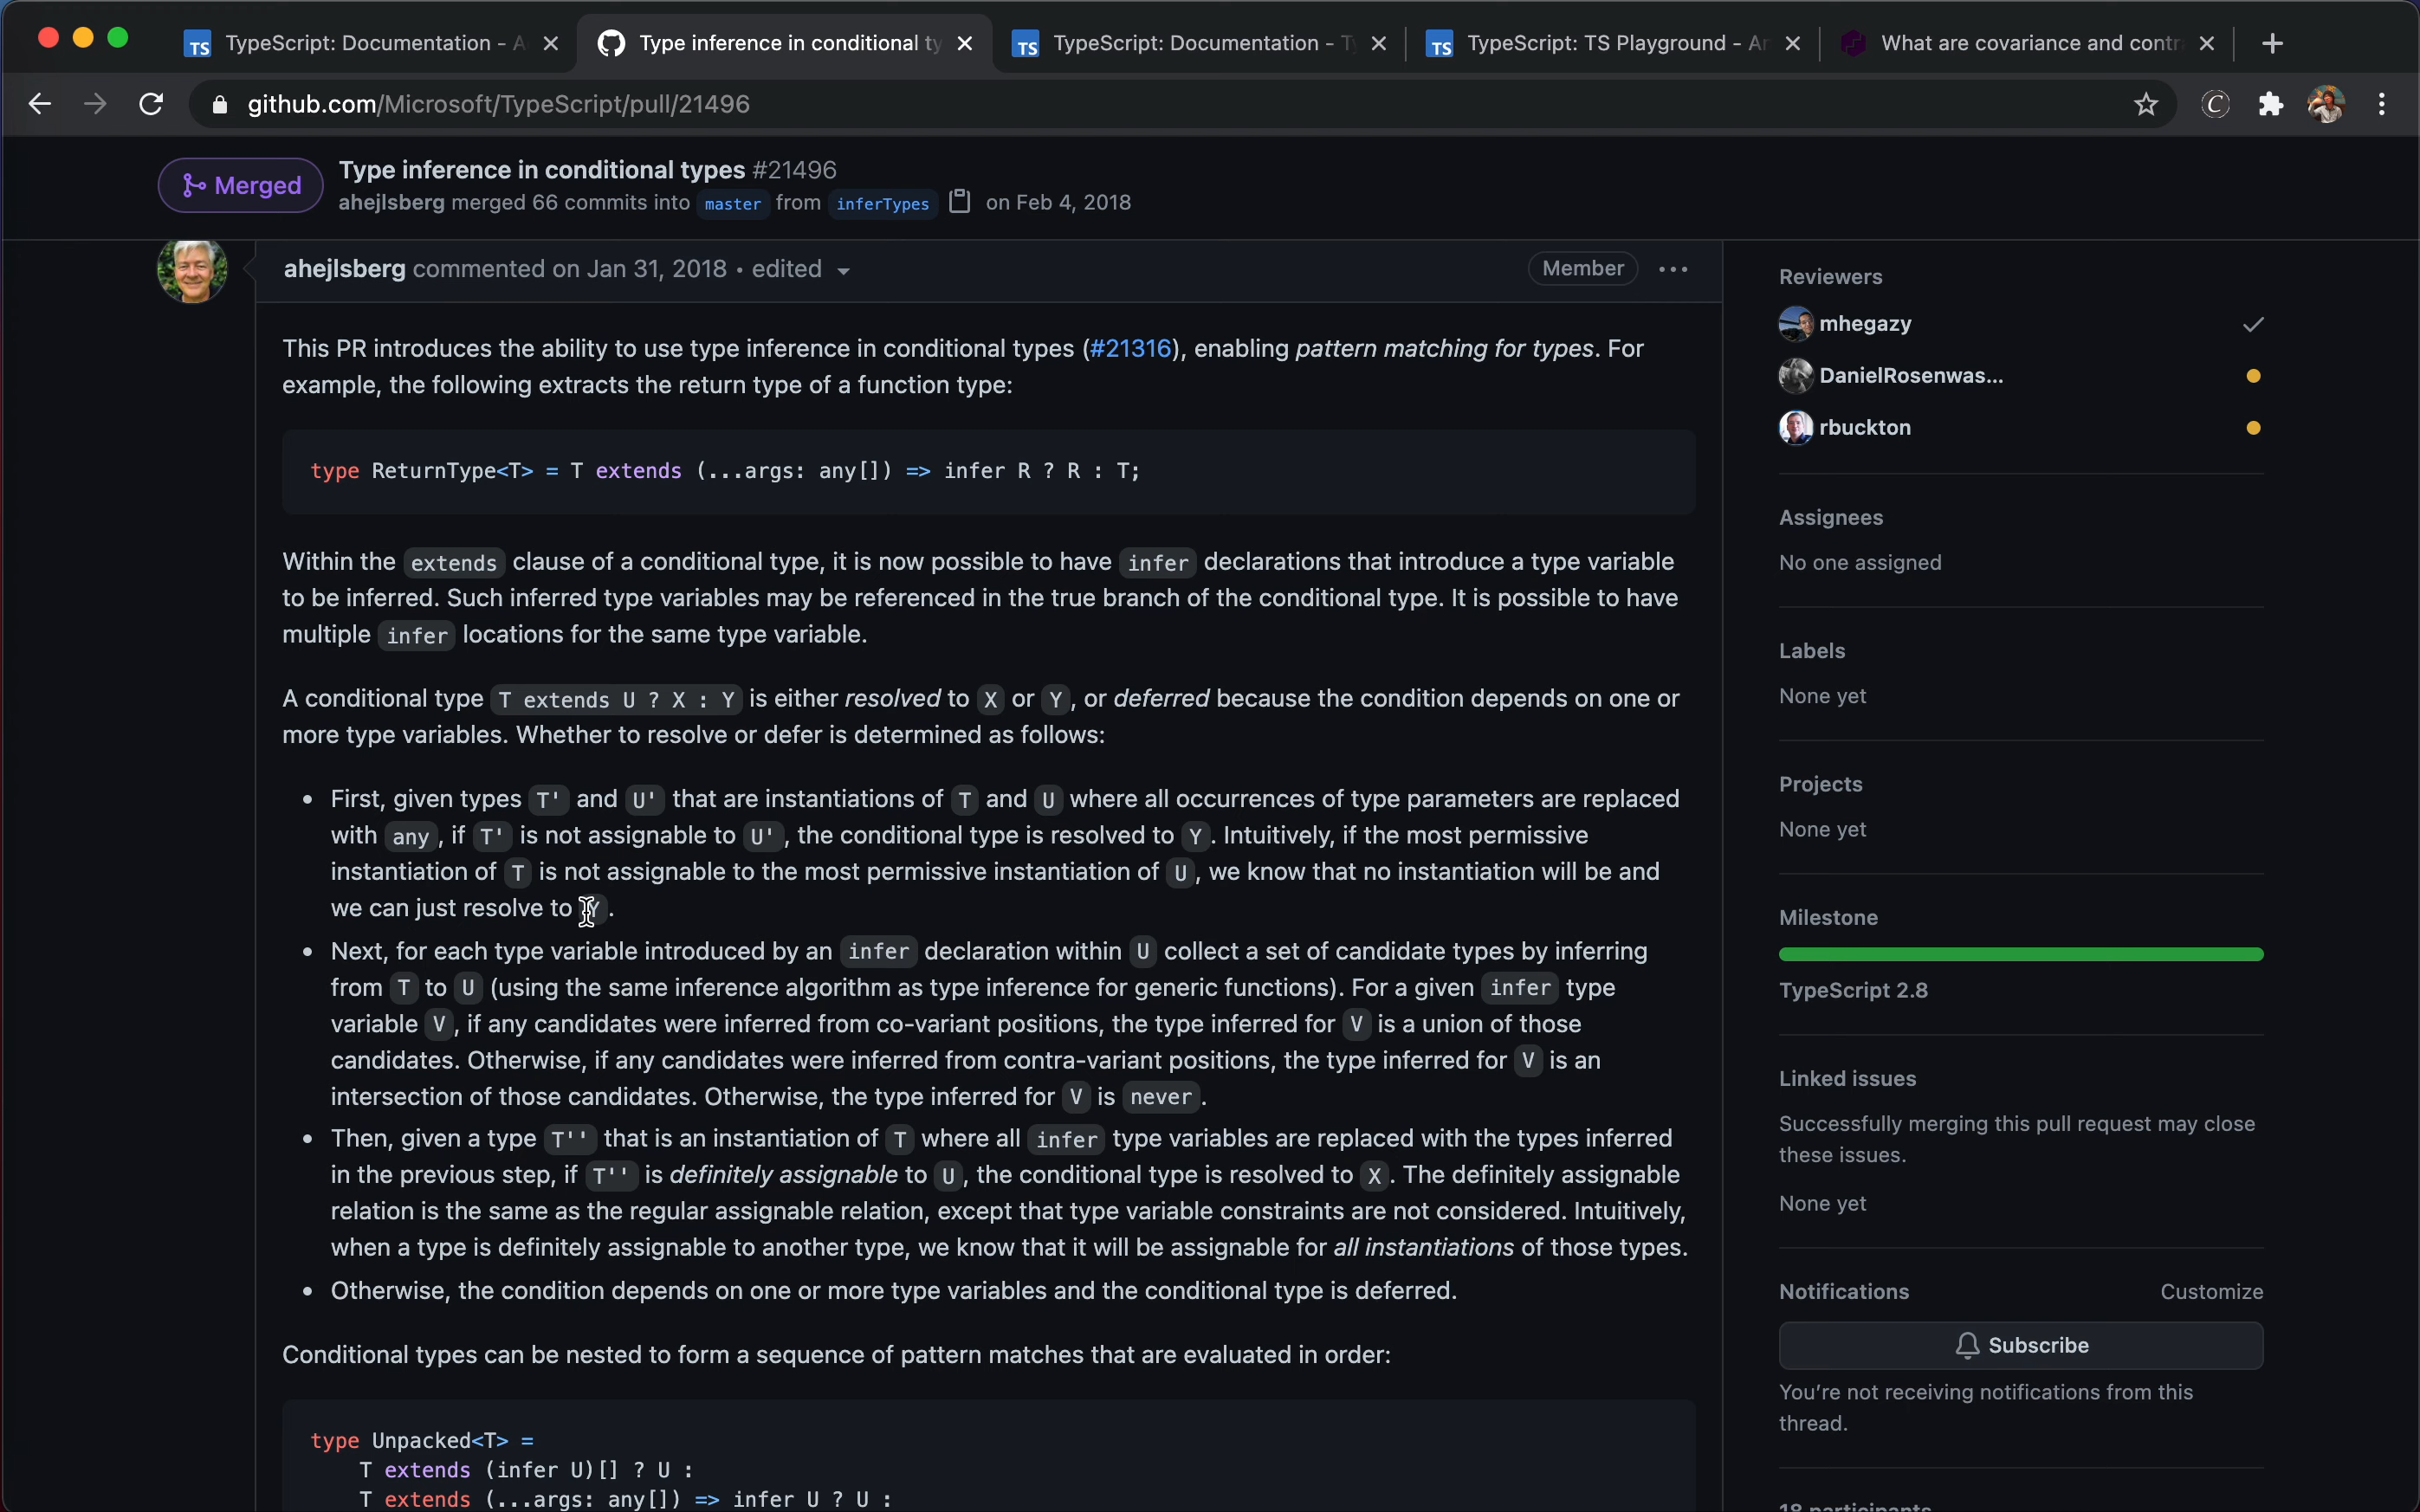 TypeScript: Documentation - A
Type inference in conditional ty
TypeScript: Documentation - Ty
TypeScript: TS Playground - An
What are covariance and contr
github.com/Microsoft/TypeScript/pull/21496
Merged
Type inference in conditional types #21496
ahejlsberg merged 66 commits into master from inferTypes on Feb 4, 2018
ahejlsberg commented on Jan 31, 2018 • edited
Member
This PR introduces the ability to use type inference in conditional types (#21316), enabling pattern matching for types. For
example, the following extracts the return type of a function type:
type ReturnType<T> = T extends (...args: any[]) => infer R ? R : T;
Within the extends clause of a conditional type, it is now possible to have infer declarations that introduce a type variable
to be inferred. Such inferred type variables may be referenced in the true branch of the conditional type. It is possible to have
multiple infer locations for the same type variable.
A conditional type T extends U ? X : Y is either resolved to X or Y, or deferred because the condition depends on one or
more type variables. Whether to resolve or defer is determined as follows:
• First, given types T' and U' that are instantiations of T and U where all occurrences of type parameters are replaced
with any, if T' is not assignable to U', the conditional type is resolved to Y. Intuitively, if the most permissive
instantiation of T is not assignable to the most permissive instantiation of U, we know that no instantiation will be and
we can just resolve to Y.
• Next, for each type variable introduced by an infer declaration within U collect a set of candidate types by inferring
from T to U (using the same inference algorithm as type inference for generic functions). For a given infer type
variable V, if any candidates were inferred from co-variant positions, the type inferred for V is a union of those
candidates. Otherwise, if any candidates were inferred from contra-variant positions, the type inferred for V is an
intersection of those candidates. Otherwise, the type inferred for V is never.
• Then, given a type T'' that is an instantiation of T where all infer type variables are replaced with the types inferred
in the previous step, if T'' is definitely assignable to U, the conditional type is resolved to X. The definitely assignable
relation is the same as the regular assignable relation, except that type variable constraints are not considered. Intuitively,
when a type is definitely assignable to another type, we know that it will be assignable for all instantiations of those types.
• Otherwise, the condition depends on one or more type variables and the conditional type is deferred.
Conditional types can be nested to form a sequence of pattern matches that are evaluated in order:
type Unpacked<T> =
T extends (infer U)[] ? U :
T extends (...args: any[]) => infer U ? U :
Reviewers
mhegazy
DanielRosenwas...
rbuckton
Assignees
No one assigned
Labels
None yet
Projects
None yet
Milestone
TypeScript 2.8
Linked issues
Successfully merging this pull request may close
these issues.
None yet
Notifications
Customize
Subscribe
You're not receiving notifications from this
thread.
18 participants